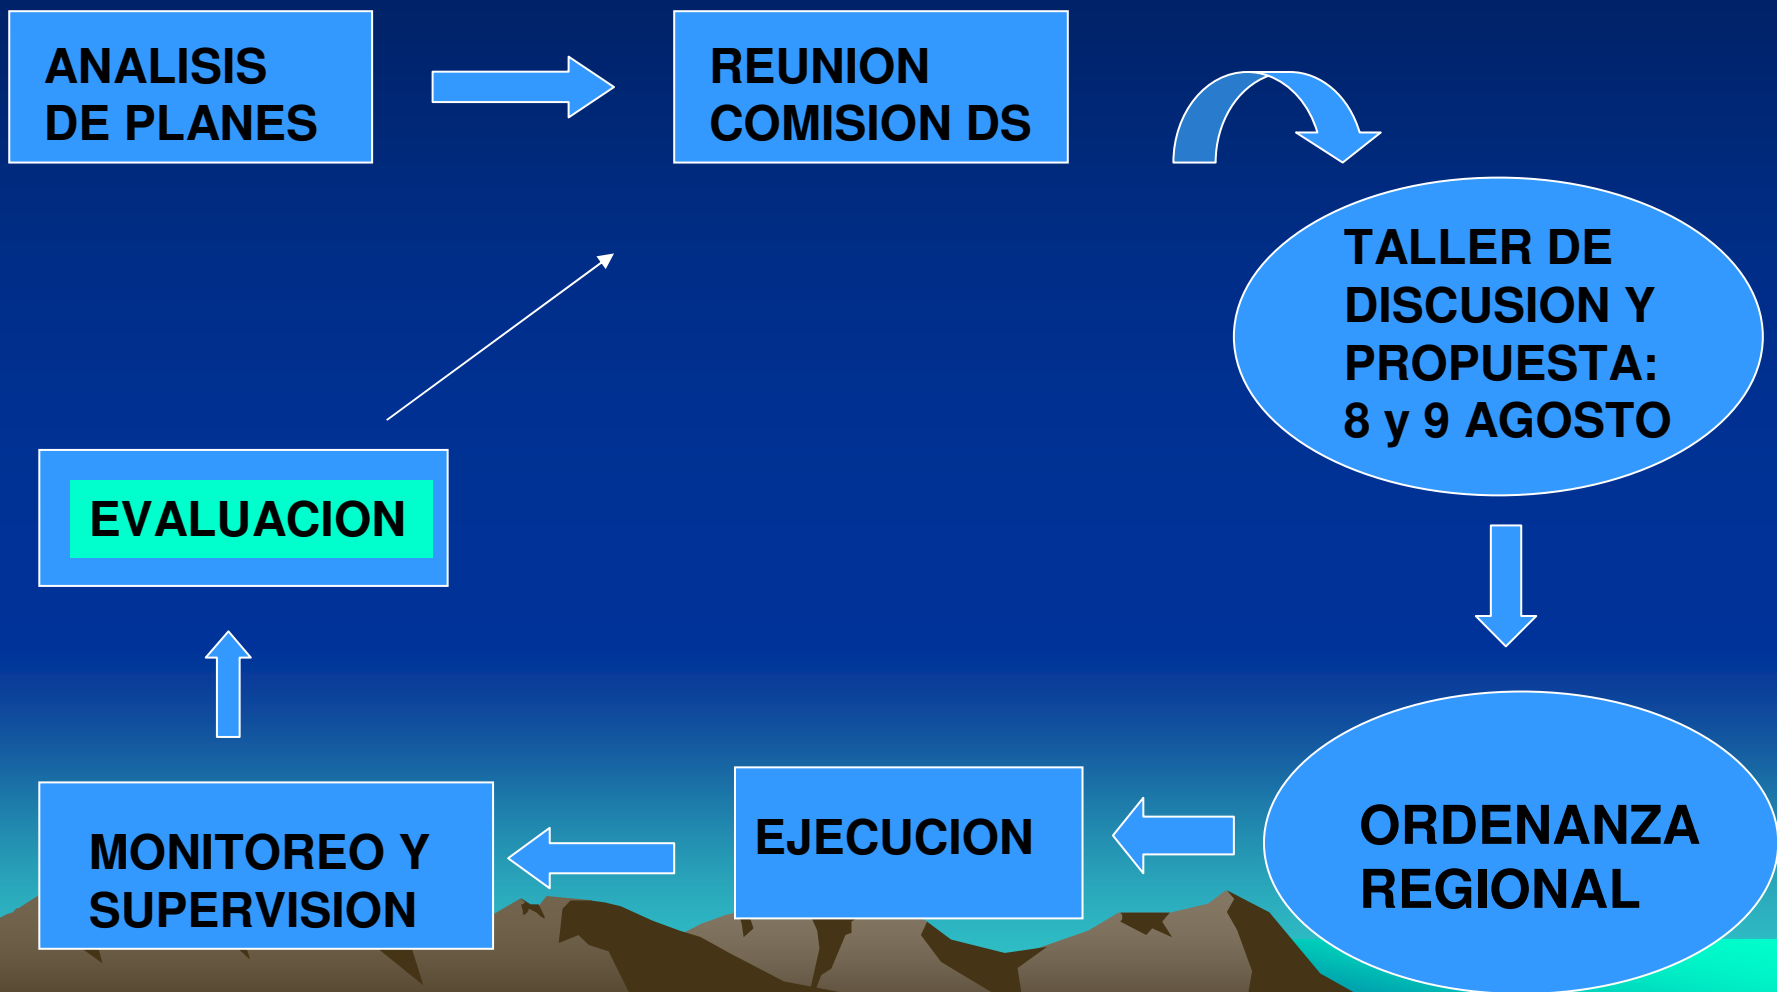 ANALISIS
DE PLANES
REUNION
COMISION DS
TALLER DE
DISCUSION Y
PROPUESTA:
8 y 9 AGOSTO
ORDENANZA
REGIONAL
EJECUCION
MONITOREO Y
SUPERVISION
EVALUACION